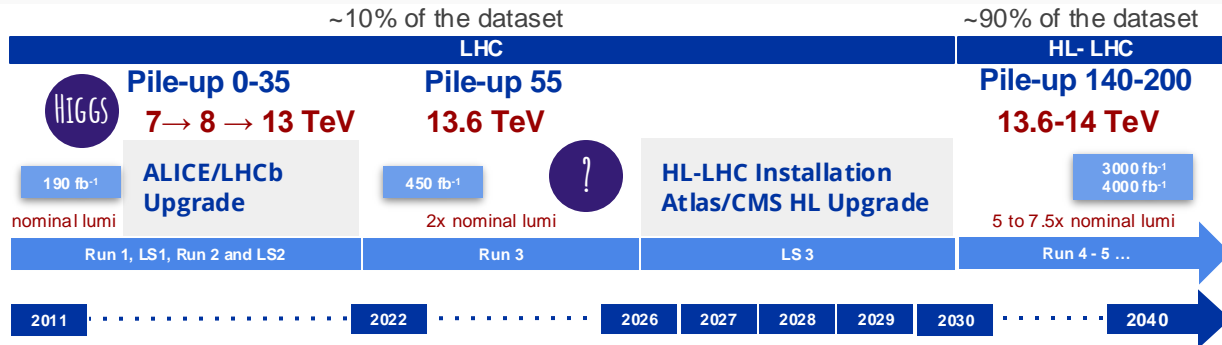 ~10% of the dataset
~90% of the dataset
LHC
HL- LHC
Pile-up 0-35
Pile-up 55
Pile-up 140-200
HIGGS
7→ 8 → 13 TeV
13.6 TeV
13.6-14 TeV
190 fb-1
ALICE/LHCb
Upgrade
450 fb-1
?
HL-LHC Installation
Atlas/CMS HL Upgrade
3000 fb-1
4000 fb-1
nominal lumi
2x nominal lumi
5 to 7.5x nominal lumi
Run 1, LS1, Run 2 and LS2
Run 3
LS3
Run 4 - 5 ...
2011
2022
2026
2027
2028
2029
2030
2040